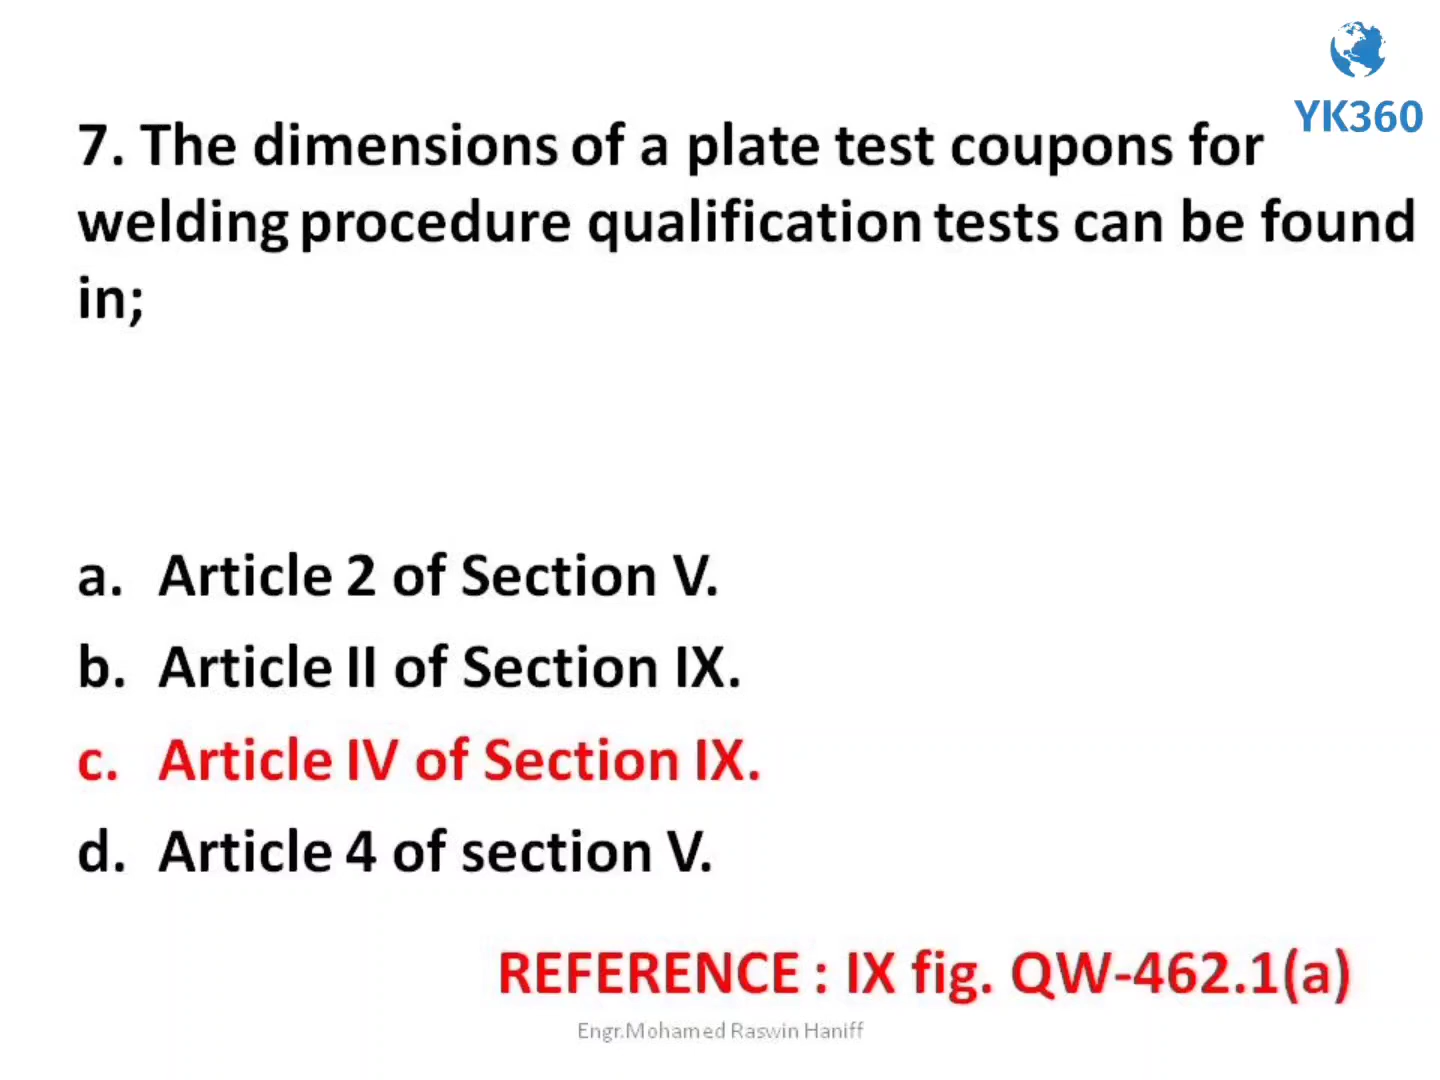 YK360
7. The dimensions of a plate test coupons for
welding procedure qualification tests can be found
in;
a. Article 2 of Section V.
b. Article II of Section IX.
c. Article IV of Section IX.
d. Article 4 of section V.
REFERENCE : IX fig. QW-462.1(a)
Engr.Mohamed Raswin Haniff